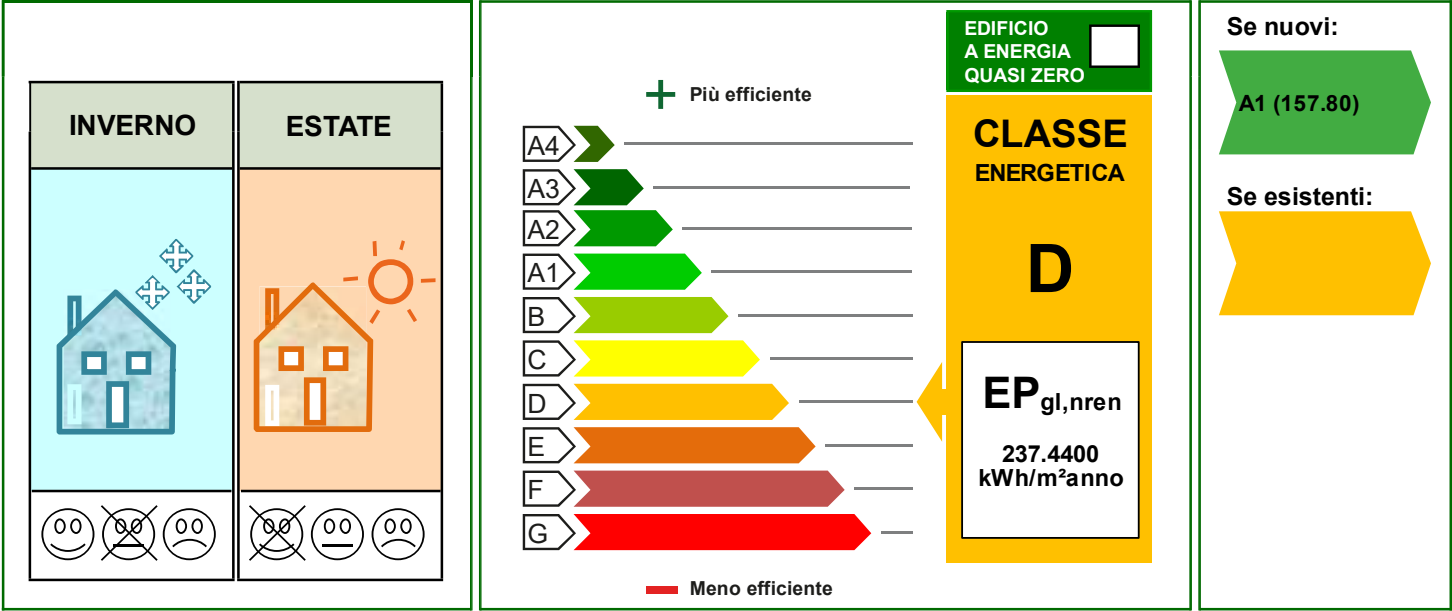 INVERNO
ESTATE
Più efficiente
A4
A3
A2
A1
B
C
D
E
F
G
Meno efficiente
EDIFICIO
A ENERGIA
QUASI ZERO
CLASSE
ENERGETICA
D
EPgl,nren
237.4400
kWh/m²anno
Se nuovi:
A1 (157.80)
Se esistenti: